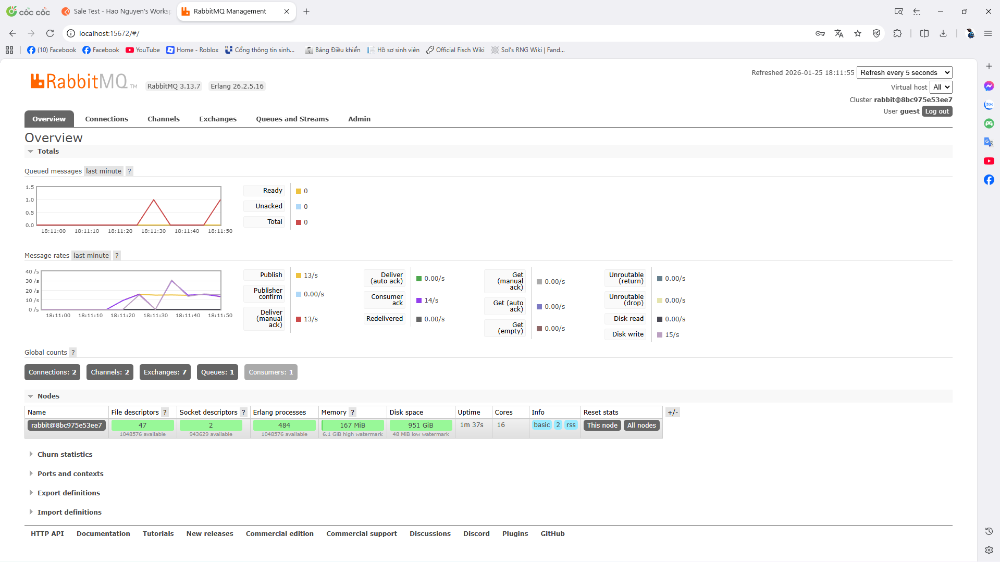 cốc cốc
Sale Test - Hao Nguyen's Worksp
RabbitMQ Management
localhost:15672/#/
(10) Facebook
Facebook
YouTube
Home - Roblox
Cổng thông tin sinh...
Bảng Điều khiển
Hồ sơ sinh viên
Official Fisch Wiki
Sol's RNG Wiki | Fand...
RabbitMQ TM
RabbitMQ 3.13.7
Erlang 26.2.5.16
Refreshed 2026-01-25 18:11:55
Refresh every 5 seconds
Virtual host All
Cluster rabbit@8bc975e53ee7
User guest Log out
Zalo
Overview
Connections
Channels
Exchanges
Queues and Streams
Admin
Overview
Totals
Queued messages last minute ?
1.5
1.0
0.5
0.0
18:11:00 18:11:10 18:11:20 18:11:30 18:11:40 18:11:50
Ready 0
Unacked 0
Total 0
Message rates last minute ?
40 /s
30 /s
20 /s
10 /s
0 /s
18:11:00 18:11:10 18:11:20 18:11:30 18:11:40 18:11:50
Publish 13/s
Publisher
confirm 0.00/s
Deliver
(manual
ack) 13/s
Deliver
(auto ack) 0.00/s
Consumer
ack 14/s
Redelivered 0.00/s
Get
(manual
ack) 0.00/s
Get (auto
ack) 0.00/s
Get
(empty) 0.00/s
Unroutable
(return) 0.00/s
Unroutable
(drop) 0.00/s
Disk read 0.00/s
Disk write 15/s
Global counts ?
Connections: 2
Channels: 2
Exchanges: 7
Queues: 1
Consumers: 1
Nodes
Name File descriptors ? Socket descriptors ? Erlang processes Memory ? Disk space Uptime Cores Info Reset stats +/-
rabbit@8bc975e53ee7 47 2 484 167 MiB 951 GiB 1m 37s 16 basic 2 rss This node All nodes
1048576 available 943629 available 1048576 available 6.1 GiB high watermark 48 MiB low watermark
Churn statistics
Ports and contexts
Export definitions
Import definitions
HTTP API Documentation Tutorials New releases Commercial edition Commercial support Discussions Discord Plugins GitHub